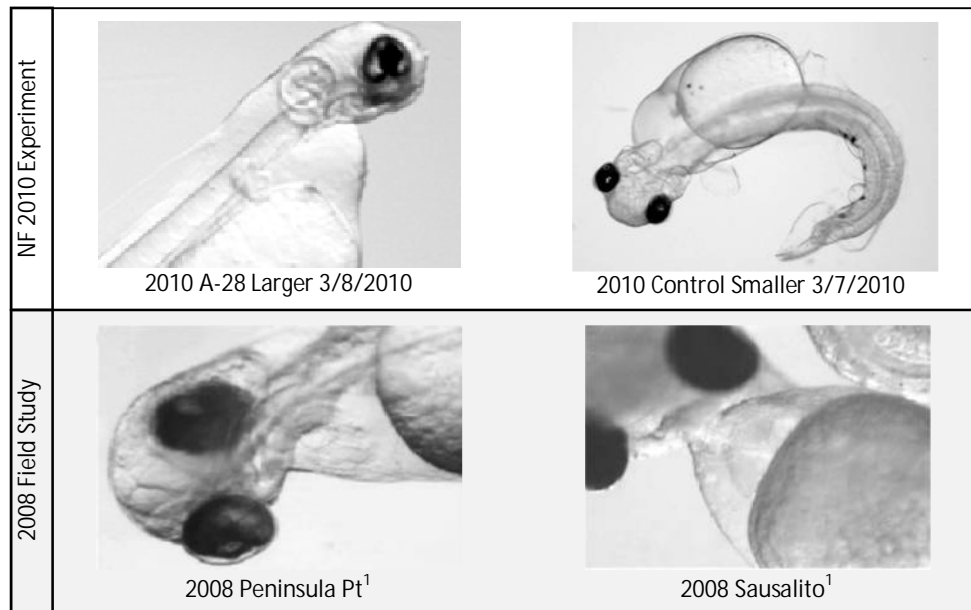 NF 2010 Experiment
2010 A-28 Larger 3/8/2010
2010 Control Smaller 3/7/2010
2008 Field Study
2008 Peninsula Pt¹
2008 Sausalito¹